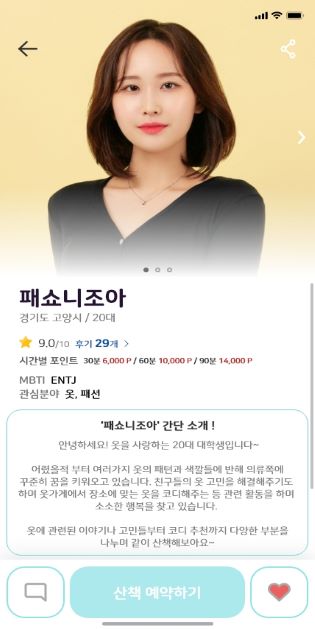 패쇼니조아
경기도 고양시 / 20대
9.0/10 후기 29개 >
시간별 포인트 30분 6,000 P / 60분 10,000 P / 90분 14,000 P
MBTI ENTJ
관심분야 옷, 패션
'패쇼니조아' 간단 소개 !
안녕하세요! 옷을 사랑하는 20대 대학생입니다~
어렸을적 부터 여러가지 옷의 패턴과 색깔들에 반해 의류쪽에
꾸준히 꿈을 키워오고 있습니다. 친구들의 옷 고민을 해결해주기도
하며 옷가게에서 장소에 맞는 옷을 코디해주는 등 관련 활동을 하며
소소한 행복을 찾고 있습니다.
옷에 관련된 이야기나 고민들부터 코디 추천까지 다양한 부분을
나누며 같이 산책해보아요~
산책 예약하기